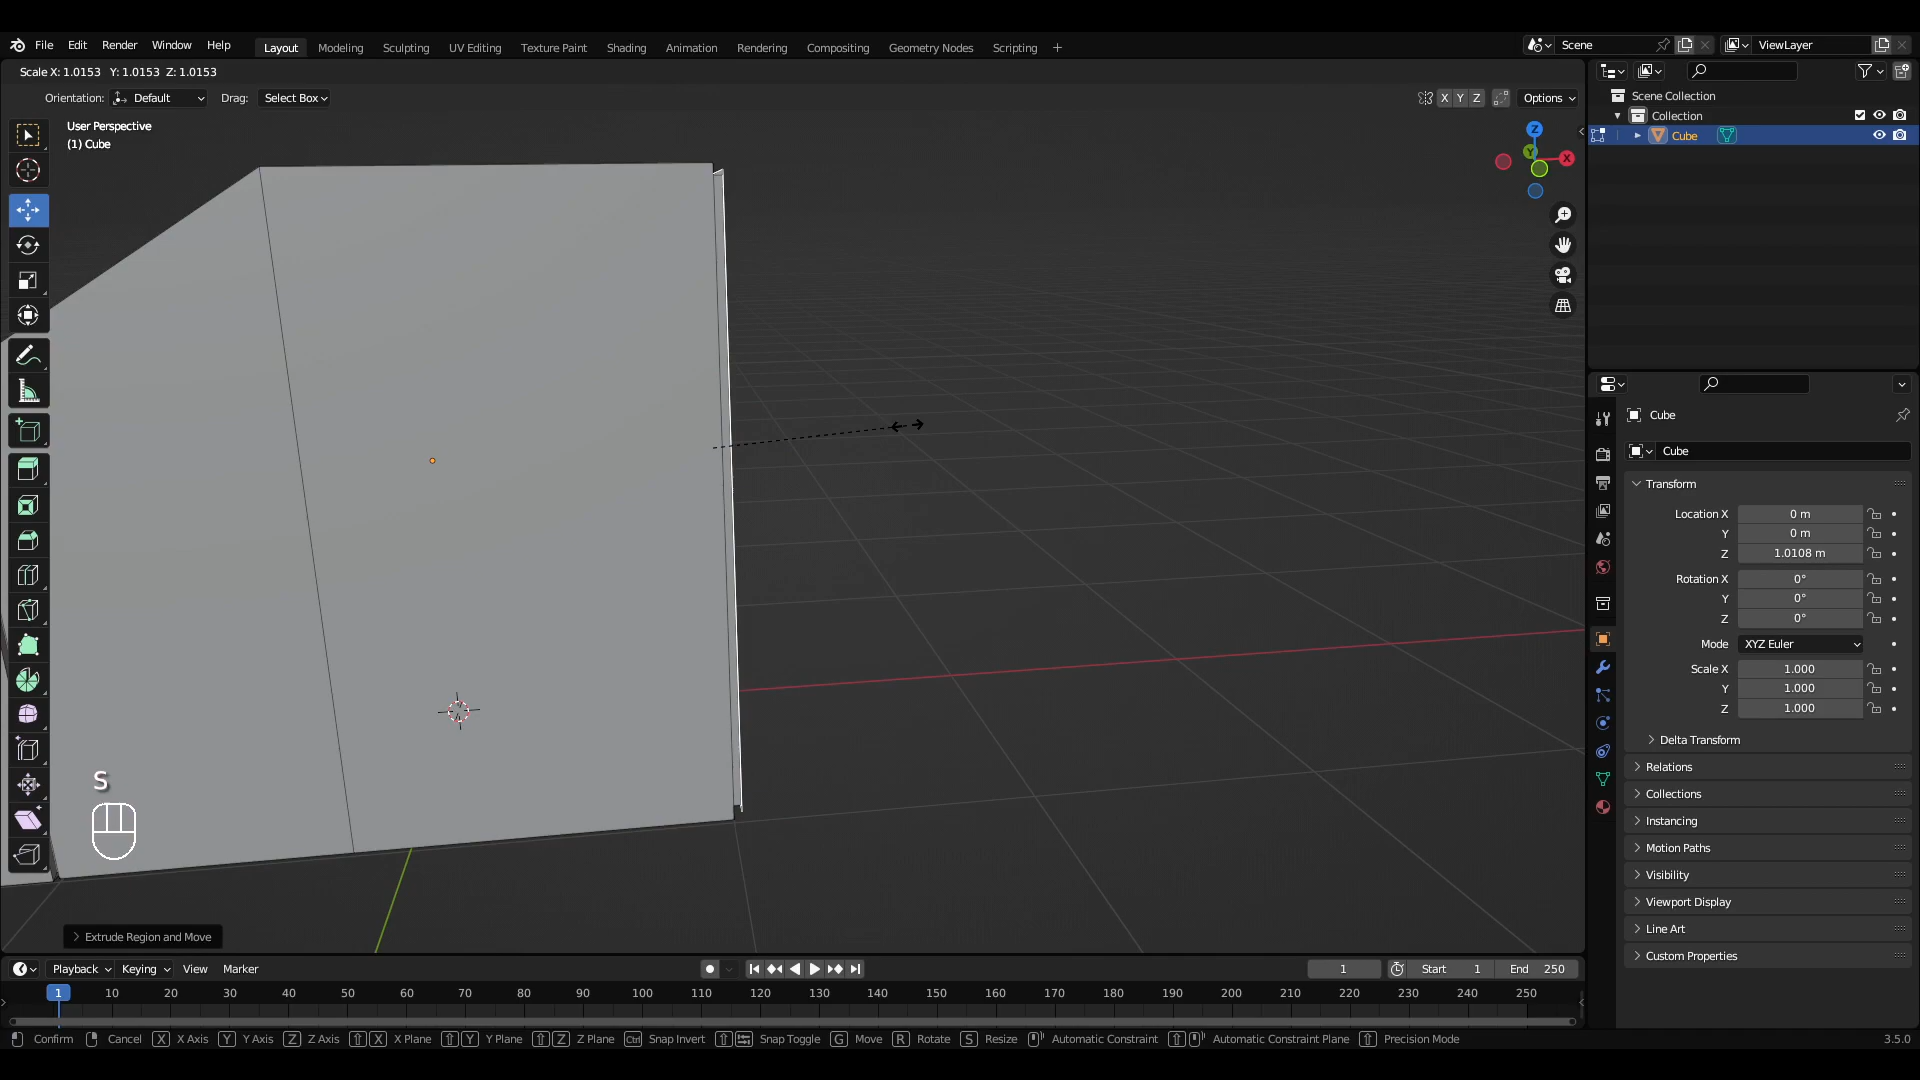 File Edit Render Window Help Layout Modeling Sculpting UV Editing Texture Paint Shading Animation Rendering Compositing Geometry Nodes Scripting + Scene ViewLayer
Scale X: 1.0153 Y: 1.0153 Z: 1.0153
Orientation: Default Drag: Select Box X Y Z Options
User Perspective
(1) Cube
Z
Y
X
S
Extrude Region and Move
Scene Collection
Collection
Cube
Cube
Cube
Transform
Location X 0 m
Y 0 m
Z 1.0108 m
Rotation X 0°
Y 0°
Z 0°
Mode XYZ Euler
Scale X 1.000
Y 1.000
Z 1.000
Delta Transform
Relations
Collections
Instancing
Motion Paths
Visibility
Viewport Display
Line Art
Custom Properties
Playback Keying View Marker 1 Start 1 End 250
1 10 20 30 40 50 60 70 80 90 100 110 120 130 140 150 160 170 180 190 200 210 220 230 240 250
Confirm Cancel X X Axis Y Y Axis Z Z Axis X X Plane Y Y Plane Z Z Plane Ctrl Snap Invert Snap Toggle G Move R Rotate S Resize Automatic Constraint Automatic Constraint Plane Precision Mode 3.5.0